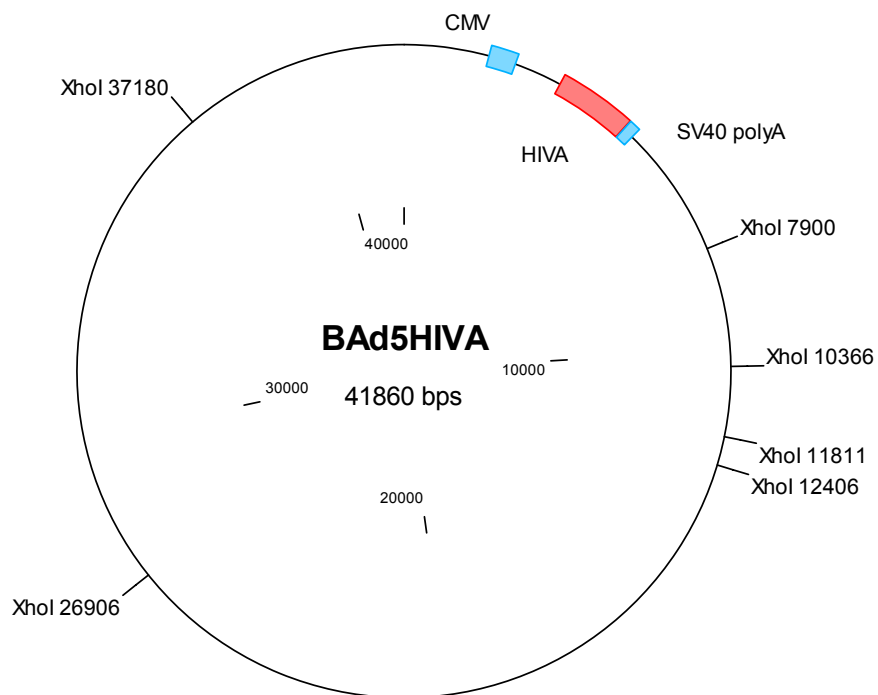 CMV
XhoI 37180
SV40 polyA
HIVA
XhoI 7900
40000
BAd5HIVA
XhoI 10366
10000
30000
41860 bps
XhoI 11811
XhoI 12406
20000
XhoI 26906